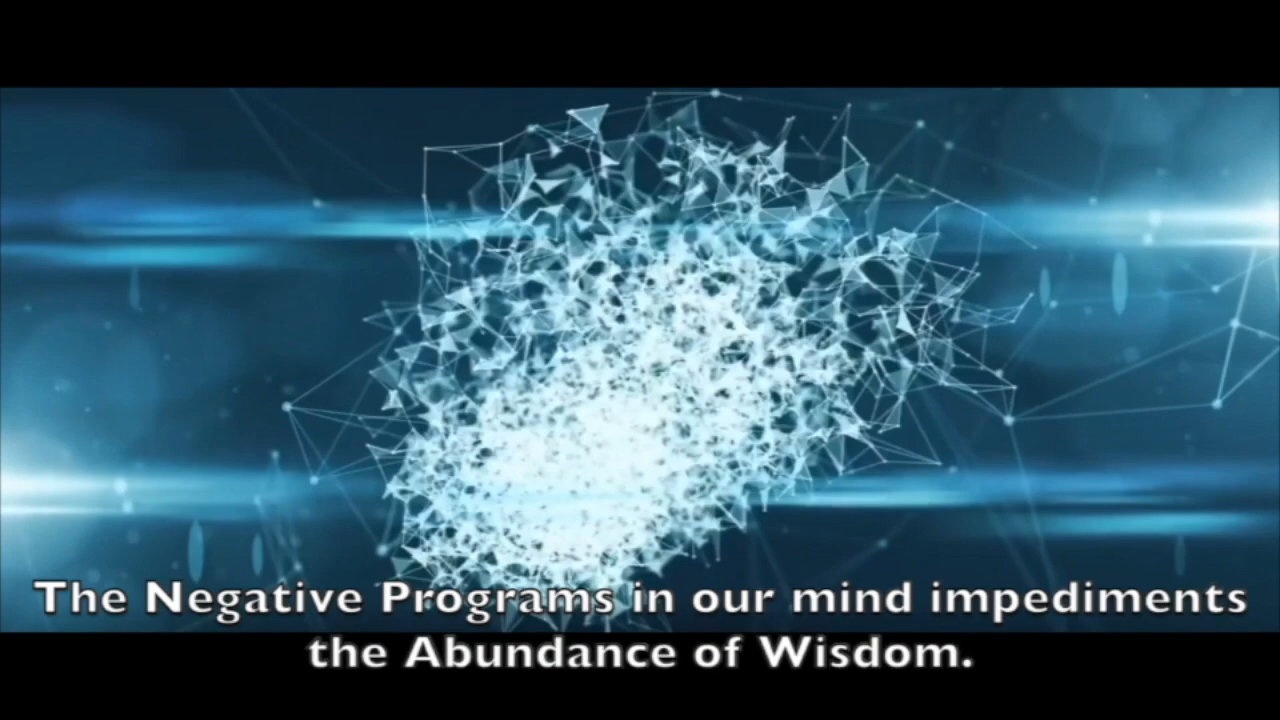 The Negative Programs in our mind impediments
the Abundance of Wisdom.